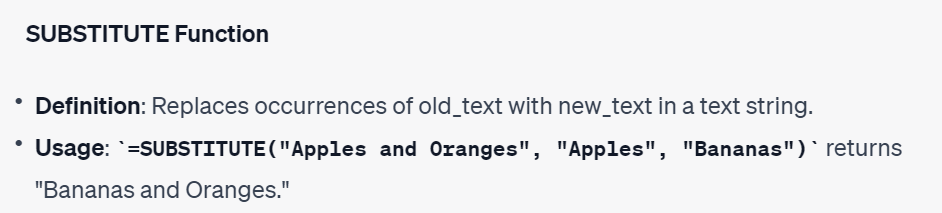 SUBSTITUTE Function
• Definition: Replaces occurrences of old_text with new_text in a text string.
• Usage: `=SUBSTITUTE("Apples and Oranges", "Apples", "Bananas")` returns
"Bananas and Oranges."